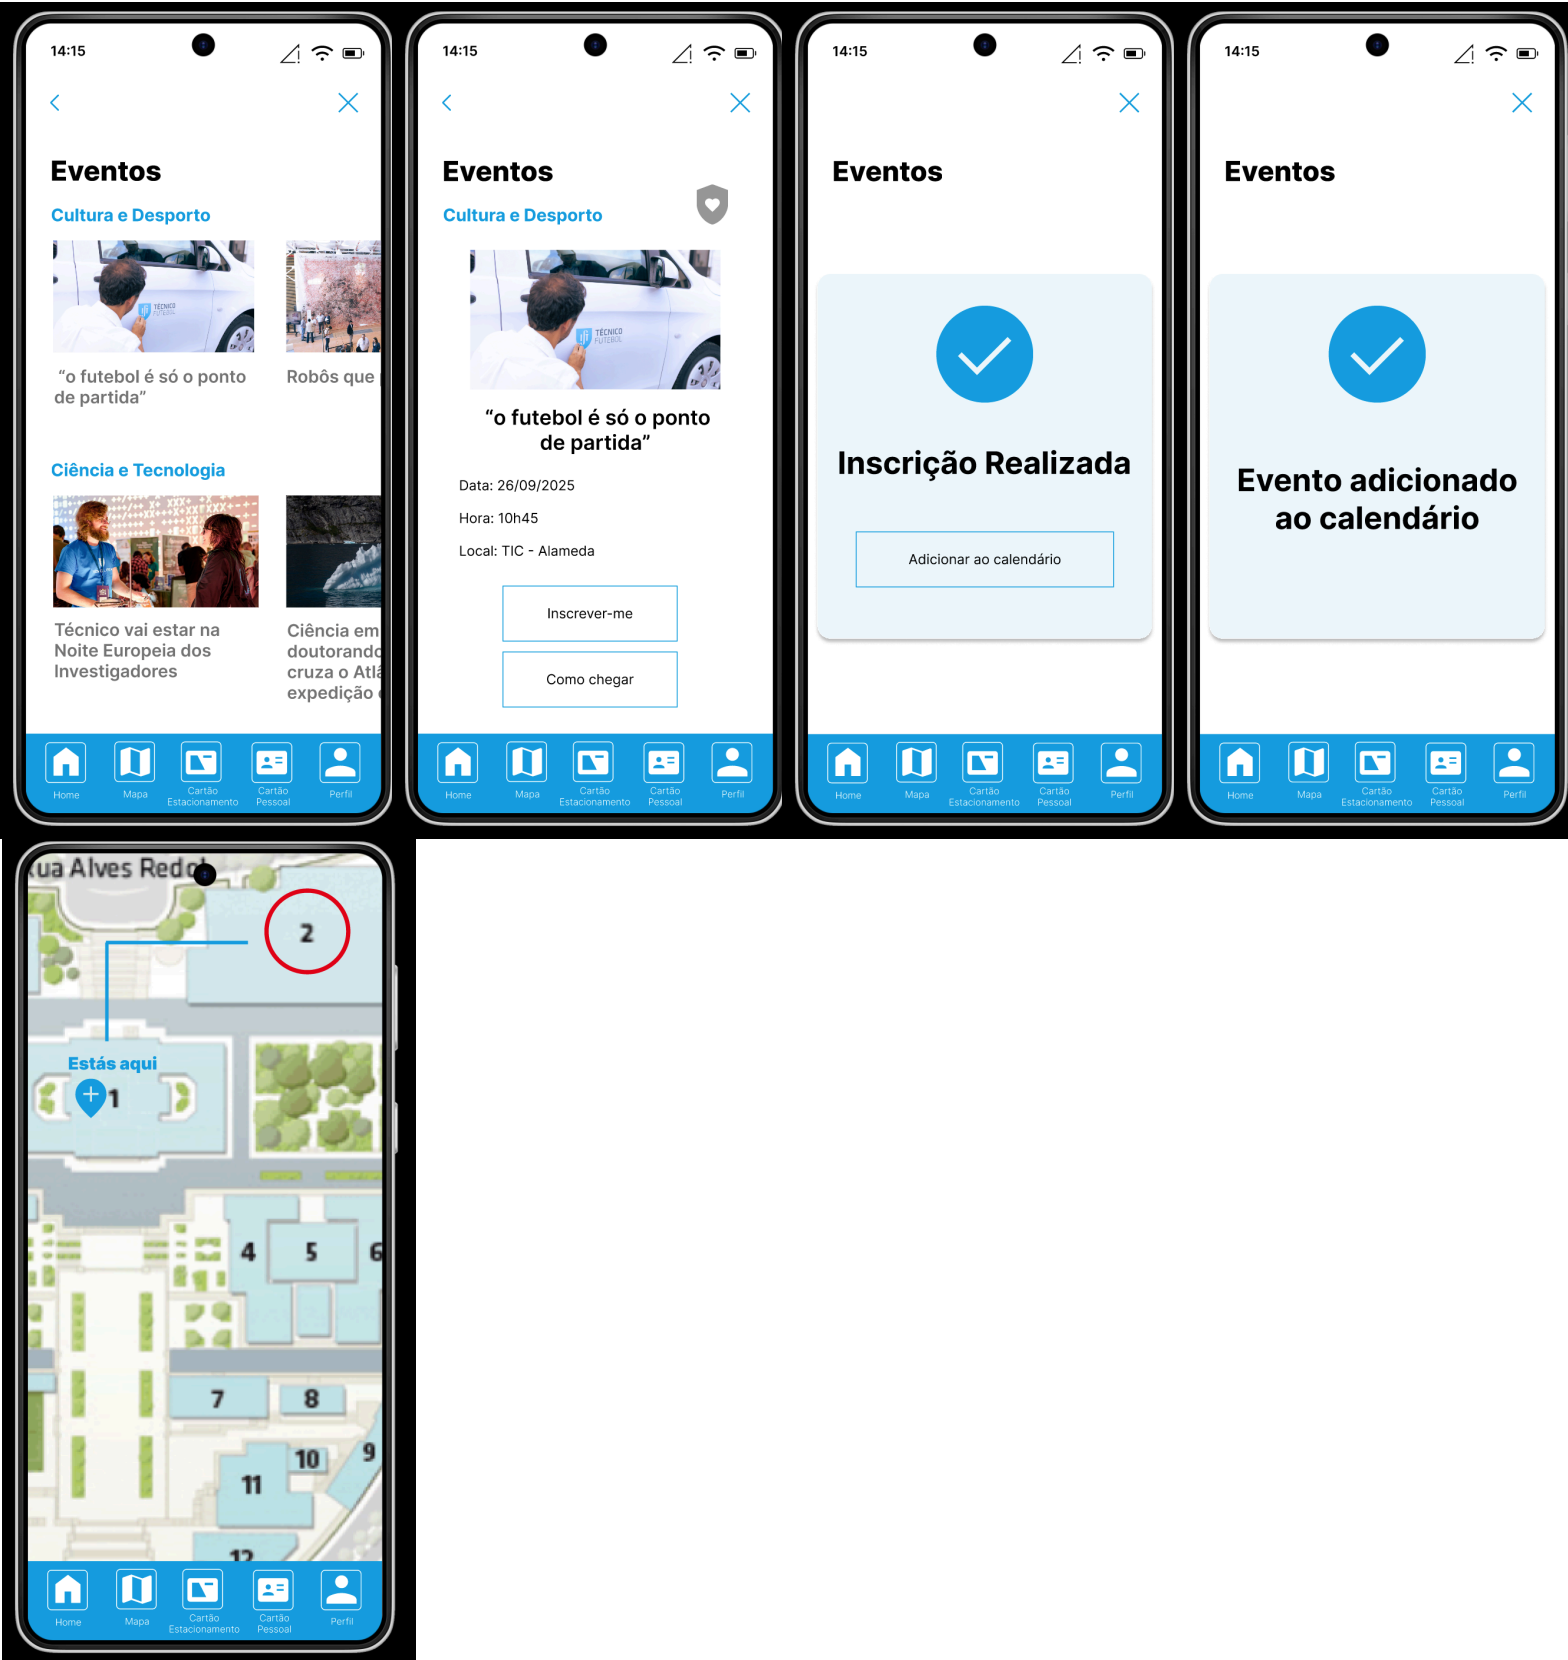 14:15
Eventos
Cultura e Desporto
TÉCNICO
FUTEBOL
“o futebol é só o ponto
de partida”
Robôs que
Ciência e Tecnologia
Técnico vai estar na
Noite Europeia dos
Investigadores
Ciência em
doutorando
cruza o Atlâ
expedição
Home
Mapa
Cartão
Estacionamento
Cartão
Pessoal
Perfil
14:15
Eventos
Cultura e Desporto
TÉCNICO
FUTEBOL
“o futebol é só o ponto
de partida”
Data: 26/09/2025
Hora: 10h45
Local: TIC - Alameda
Inscrever-me
Como chegar
Home
Mapa
Cartão
Estacionamento
Cartão
Pessoal
Perfil
14:15
Eventos
Inscrição Realizada
Adicionar ao calendário
Home
Mapa
Cartão
Estacionamento
Cartão
Pessoal
Perfil
14:15
Eventos
Evento adicionado
ao calendário
Home
Mapa
Cartão
Estacionamento
Cartão
Pessoal
Perfil
Rua Alves Redol
2
Estás aqui
1
4 5 6
7 8
9
10
11
12
Home
Mapa
Cartão
Estacionamento
Cartão
Pessoal
Perfil